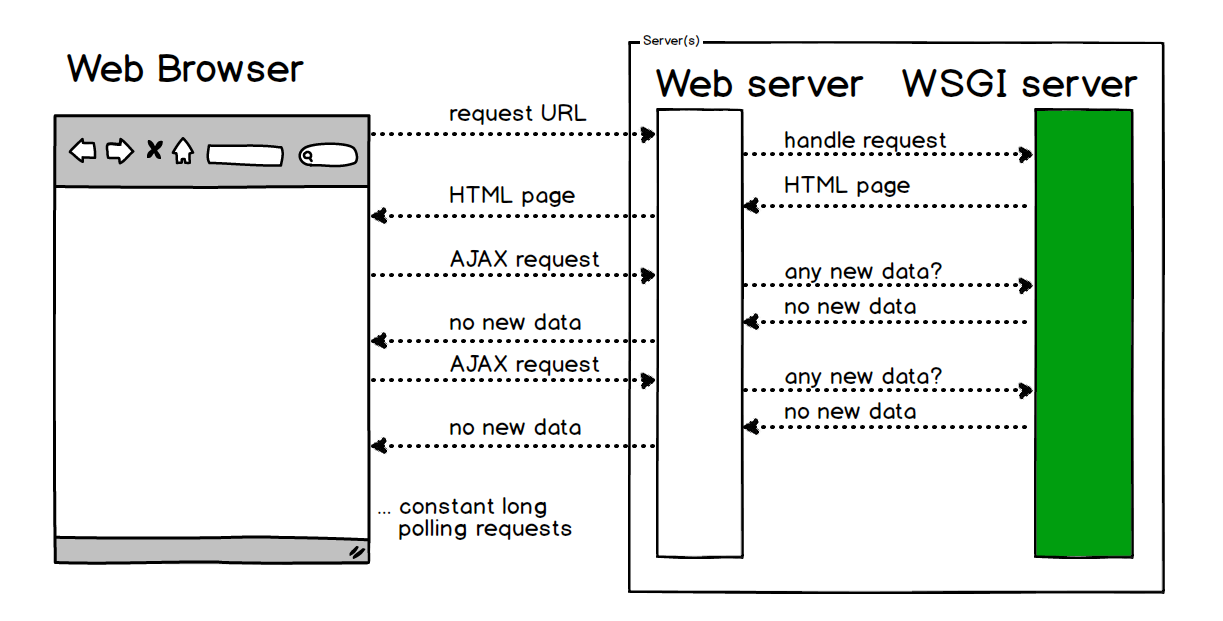 Server(s)
Web Browser
Web server
WSGI server
request URL
handle request
HTML page
HTML page
AJAX request
any new data?
no new data
no new data
AJAX request
any new data?
no new data
no new data
... constant long
polling requests